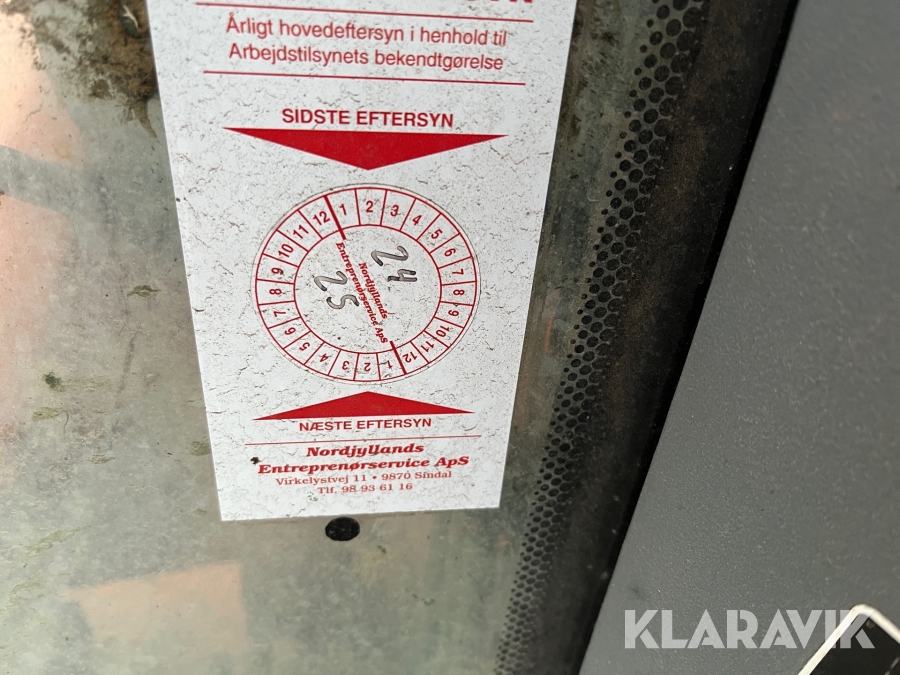 Årligt hovedeftersyn i henhold til
Arbejdstilsynets bekendtgørelse
SIDSTE EFTERSYN
1 2 3 4 5 6 7 8 9 10 11 12
24
Nordjyllands
Entreprenørservice ApS
25
1 2 3 4 5 6 7 8 9 10 11 12
NÆSTE EFTERSYN
Nordjyllands
Entreprenørservice ApS
Virkelystvej 11 • 9870 Sindal
Tlf. 98 93 61 16
KLARAVIK